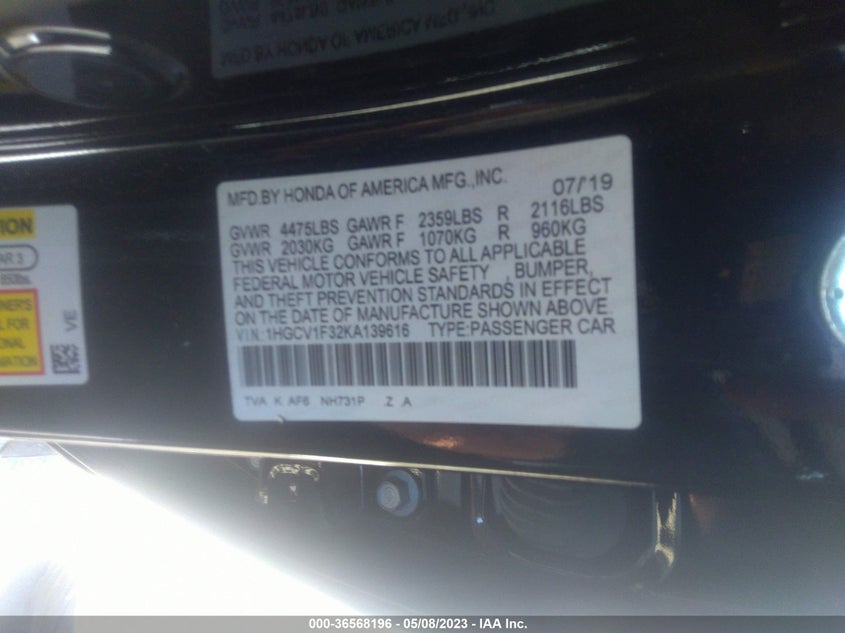 MFD.BY HONDA OF AMERICA MFG.,INC. 07/'19
GVWR 4475LBS GAWR F 2359LBS R 2116LBS
GVWR 2030KG GAWR F 1070KG R 960KG
THIS VEHICLE CONFORMS TO ALL APPLICABLE
FEDERAL MOTOR VEHICLE SAFETY , BUMPER,
AND THEFT PREVENTION STANDARDS IN EFFECT
ON THE DATE OF MANUFACTURE SHOWN ABOVE.
VIN:1HGCV1F32KA139616 TYPE:PASSENGER CAR
TVA K AF6 NH731P .Z .A
VE
000-36568196 - 05/08/2023 - IAA Inc.